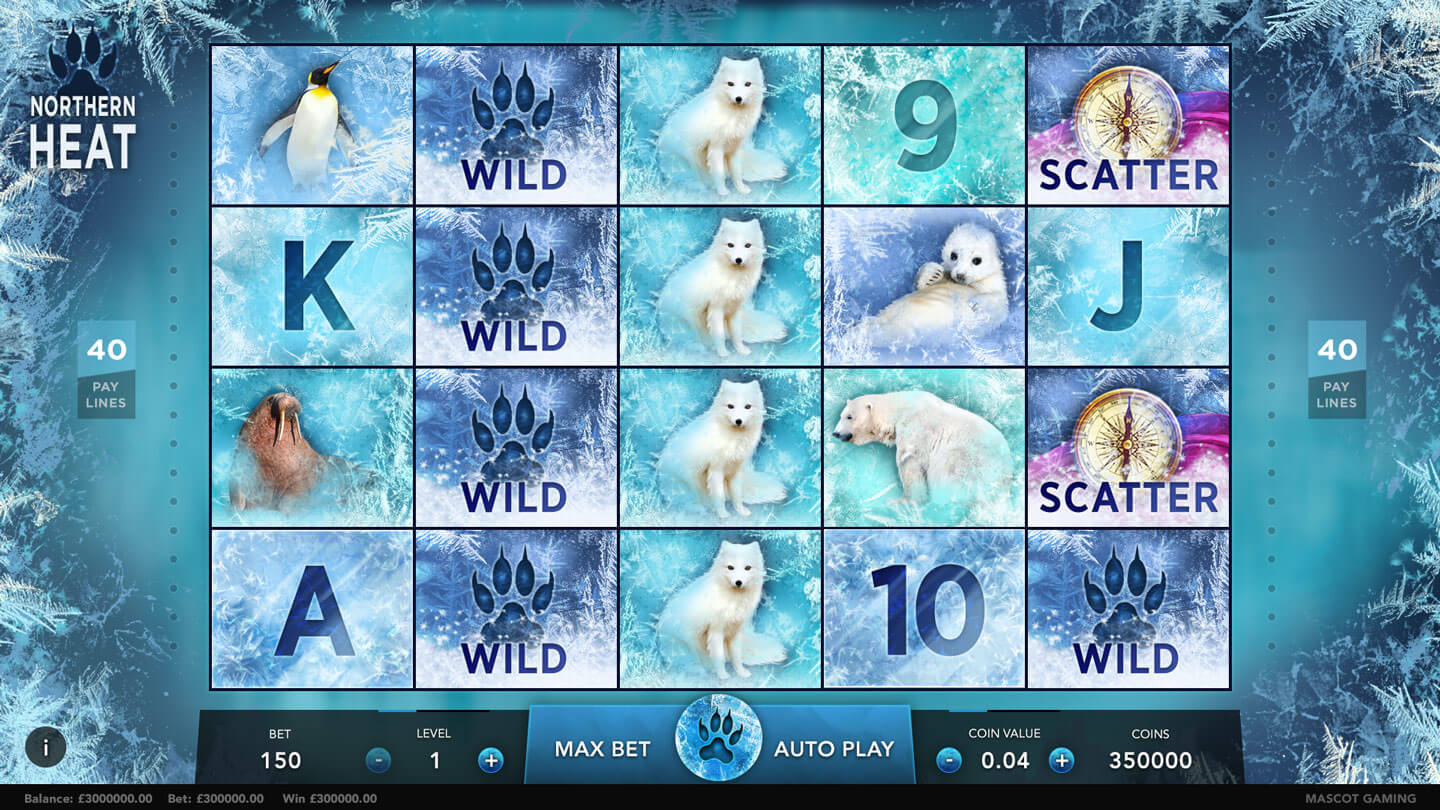 NORTHERN
HEAT
WILD
9
SCATTER
K
WILD
J
40
PAY
LINES
40
PAY
LINES
WILD
SCATTER
A
WILD
10
WILD
i
BET
150
LEVEL
- 1 +
MAX BET
AUTO PLAY
COIN VALUE
- 0.04 +
COINS
350000
Balance: £3000000.00 Bet: £300000.00 Win £300000.00
MASCOT GAMING